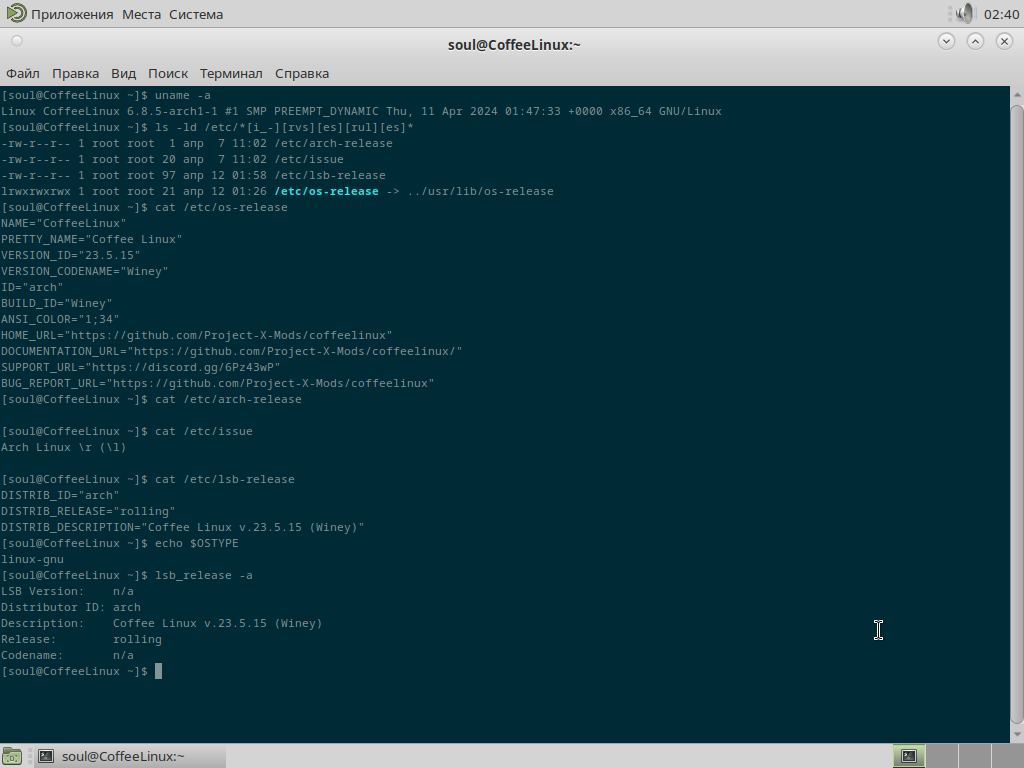 Приложения Места Система 02:40
soul@CoffeeLinux:~
Файл Правка Вид Поиск Терминал Справка
[soul@CoffeeLinux ~]$ uname -a
Linux CoffeeLinux 6.8.5-arch1-1 #1 SMP PREEMPT_DYNAMIC Thu, 11 Apr 2024 01:47:33 +0000 x86_64 GNU/Linux
[soul@CoffeeLinux ~]$ ls -ld /etc/*[i_-][rvs][es][rul][es]*
-rw-r--r-- 1 root root  1 апр  7 11:02 /etc/arch-release
-rw-r--r-- 1 root root 20 апр  7 11:02 /etc/issue
-rw-r--r-- 1 root root 97 апр 12 01:58 /etc/lsb-release
lrwxrwxrwx 1 root root 21 апр 12 01:26 /etc/os-release -> ../usr/lib/os-release
[soul@CoffeeLinux ~]$ cat /etc/os-release
NAME="CoffeeLinux"
PRETTY_NAME="Coffee Linux"
VERSION_ID="23.5.15"
VERSION_CODENAME="Winey"
ID="arch"
BUILD_ID="Winey"
ANSI_COLOR="1;34"
HOME_URL="https://github.com/Project-X-Mods/coffeelinux"
DOCUMENTATION_URL="https://github.com/Project-X-Mods/coffeelinux/"
SUPPORT_URL="https://discord.gg/6Pz43wP"
BUG_REPORT_URL="https://github.com/Project-X-Mods/coffeelinux"
[soul@CoffeeLinux ~]$ cat /etc/arch-release
[soul@CoffeeLinux ~]$ cat /etc/issue
Arch Linux \r (\l)
[soul@CoffeeLinux ~]$ cat /etc/lsb-release
DISTRIB_ID="arch"
DISTRIB_RELEASE="rolling"
DISTRIB_DESCRIPTION="Coffee Linux v.23.5.15 (Winey)"
[soul@CoffeeLinux ~]$ echo $OSTYPE
linux-gnu
[soul@CoffeeLinux ~]$ lsb_release -a
LSB Version:    n/a
Distributor ID: arch
Description:    Coffee Linux v.23.5.15 (Winey)
Release:        rolling
Codename:       n/a
[soul@CoffeeLinux ~]$
soul@CoffeeLinux:~